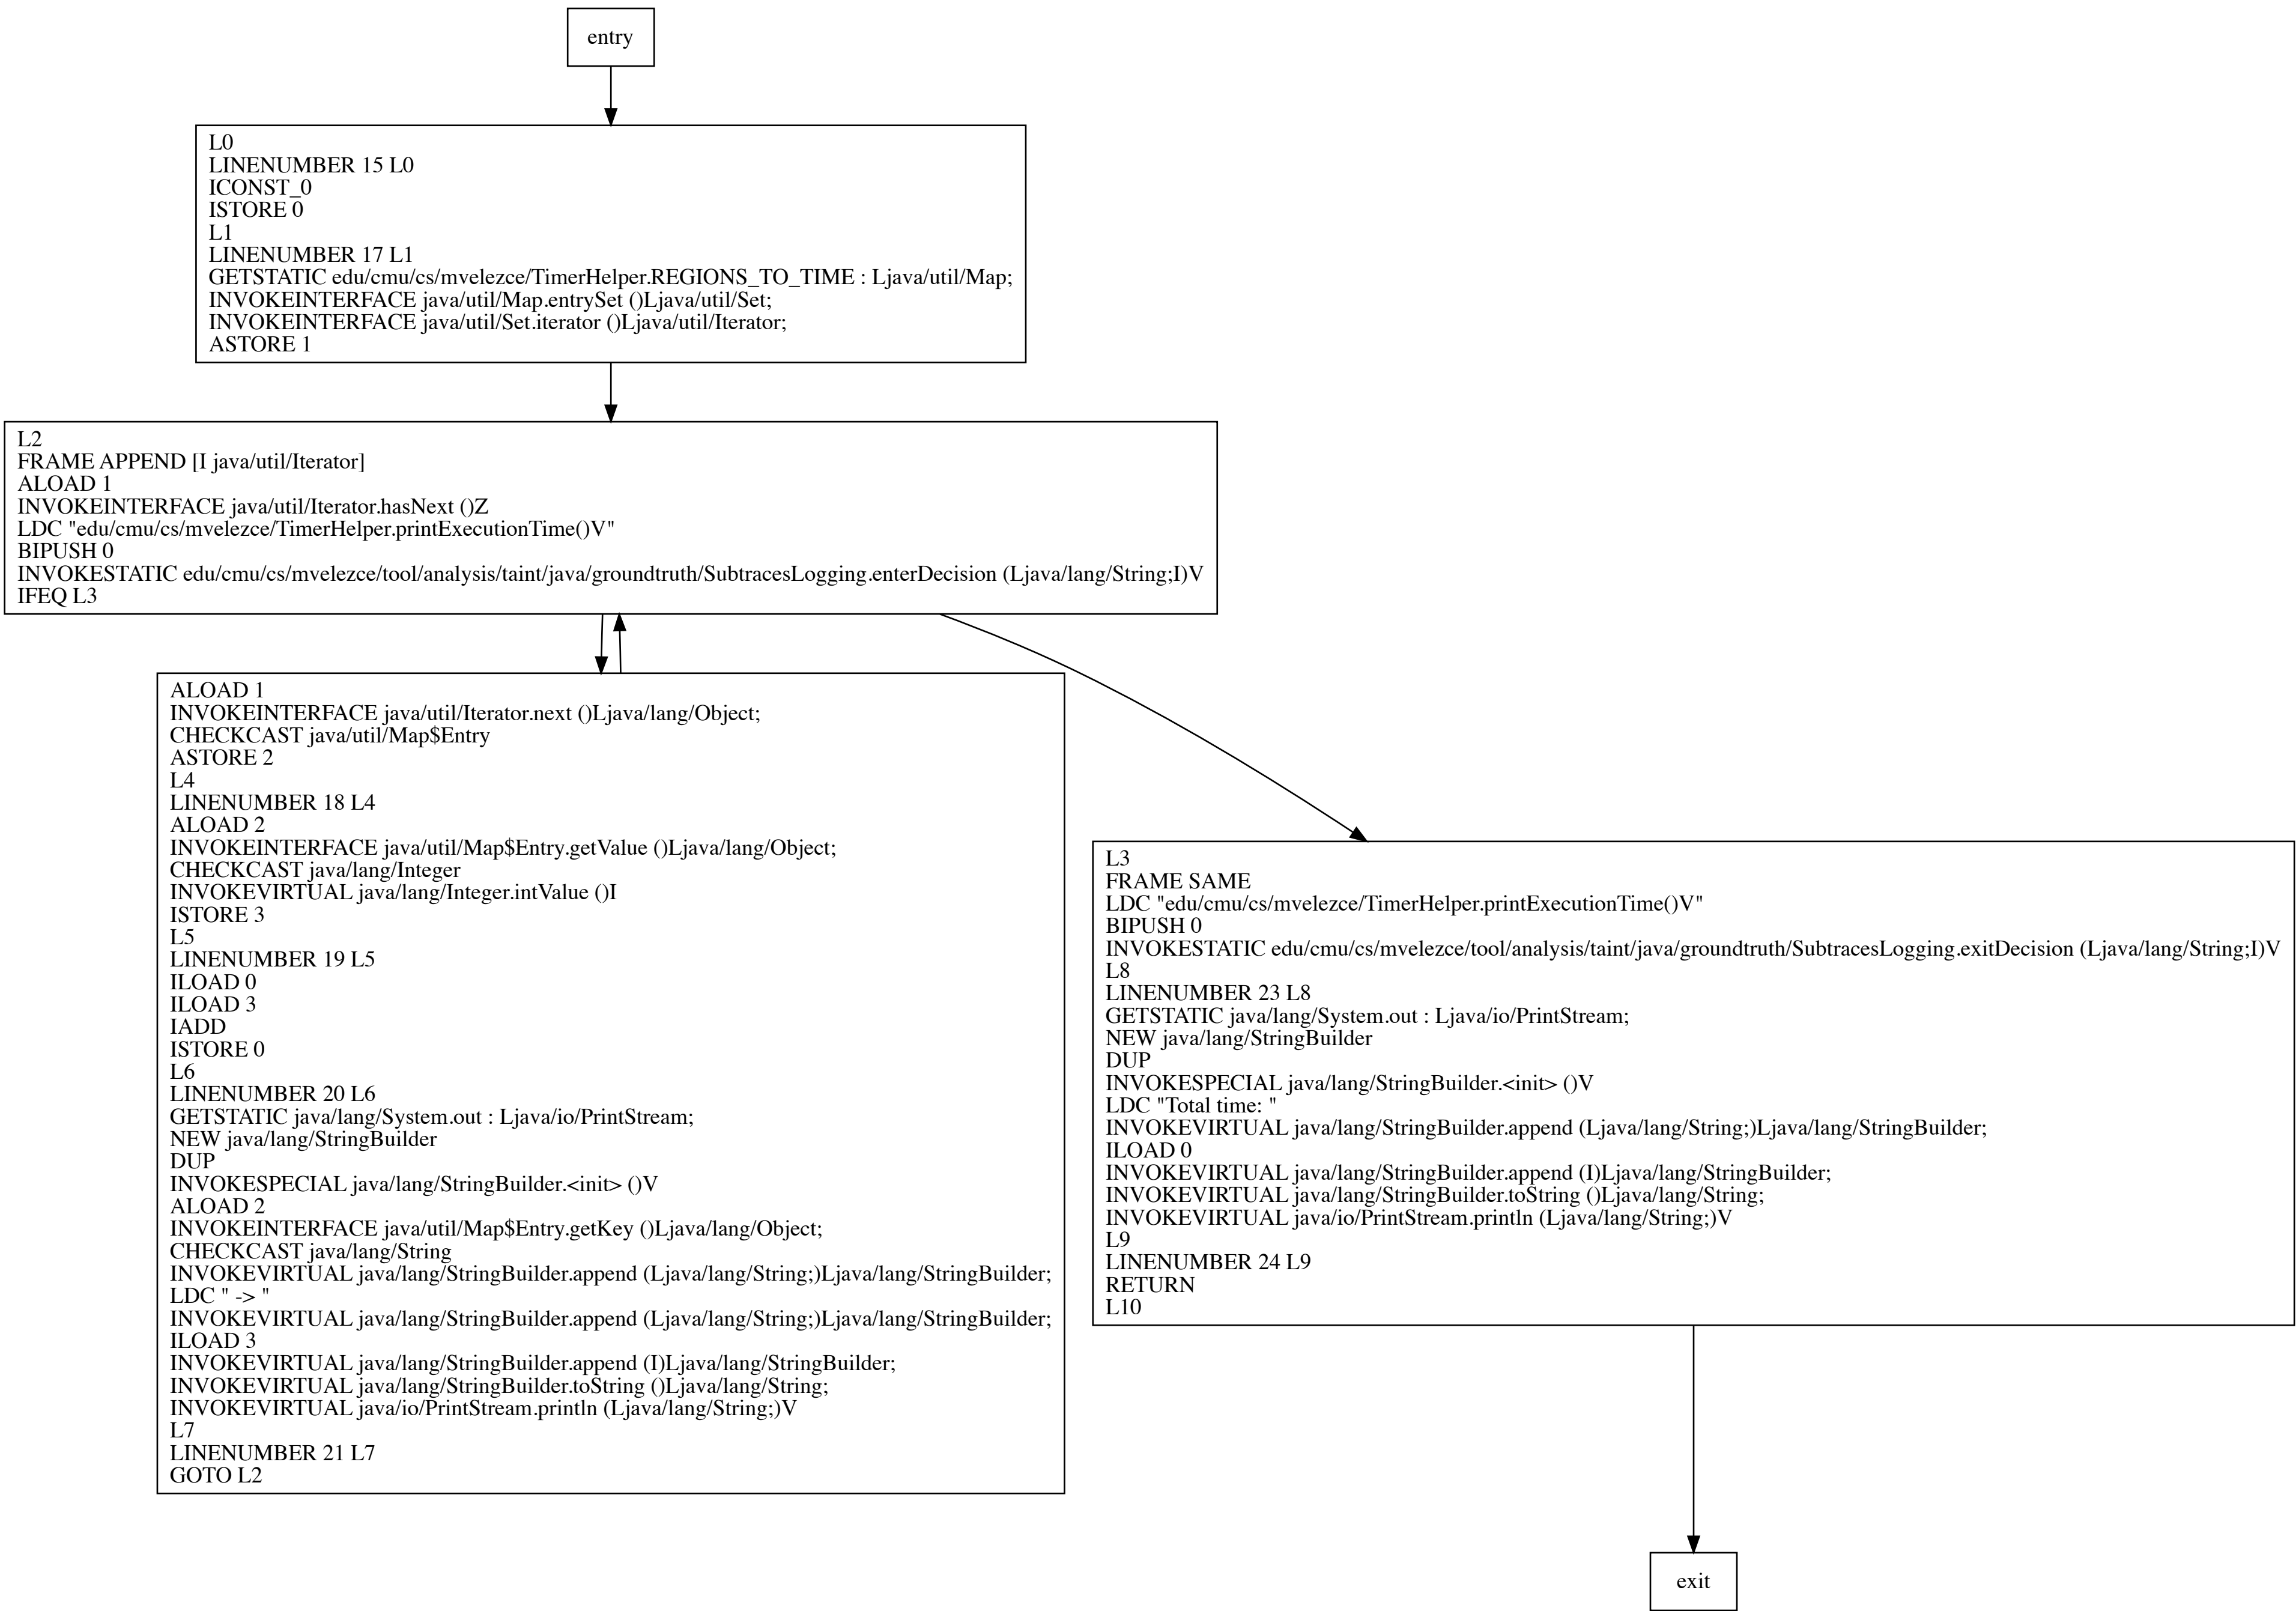 entry
L0
LINENUMBER 15 L0
ICONST_0
ISTORE 0
L1
LINENUMBER 17 L1
GETSTATIC edu/cmu/cs/mvelezce/TimerHelper.REGIONS_TO_TIME : Ljava/util/Map;
INVOKEINTERFACE java/util/Map.entrySet ()Ljava/util/Set;
INVOKEINTERFACE java/util/Set.iterator ()Ljava/util/Iterator;
ASTORE 1
L2
FRAME APPEND [I java/util/Iterator]
ALOAD 1
INVOKEINTERFACE java/util/Iterator.hasNext ()Z
LDC "edu/cmu/cs/mvelezce/TimerHelper.printExecutionTime()V"
BIPUSH 0
INVOKESTATIC edu/cmu/cs/mvelezce/tool/analysis/taint/java/groundtruth/SubtracesLogging.enterDecision (Ljava/lang/String;I)V
IFEQ L3
ALOAD 1
INVOKEINTERFACE java/util/Iterator.next ()Ljava/lang/Object;
CHECKCAST java/util/Map$Entry
ASTORE 2
L4
LINENUMBER 18 L4
ALOAD 2
INVOKEINTERFACE java/util/Map$Entry.getValue ()Ljava/lang/Object;
CHECKCAST java/lang/Integer
INVOKEVIRTUAL java/lang/Integer.intValue ()I
ISTORE 3
L5
LINENUMBER 19 L5
ILOAD 0
ILOAD 3
IADD
ISTORE 0
L6
LINENUMBER 20 L6
GETSTATIC java/lang/System.out : Ljava/io/PrintStream;
NEW java/lang/StringBuilder
DUP
INVOKESPECIAL java/lang/StringBuilder.<init> ()V
ALOAD 2
INVOKEINTERFACE java/util/Map$Entry.getKey ()Ljava/lang/Object;
CHECKCAST java/lang/String
INVOKEVIRTUAL java/lang/StringBuilder.append (Ljava/lang/String;)Ljava/lang/StringBuilder;
LDC " -> "
INVOKEVIRTUAL java/lang/StringBuilder.append (Ljava/lang/String;)Ljava/lang/StringBuilder;
ILOAD 3
INVOKEVIRTUAL java/lang/StringBuilder.append (I)Ljava/lang/StringBuilder;
INVOKEVIRTUAL java/lang/StringBuilder.toString ()Ljava/lang/String;
INVOKEVIRTUAL java/io/PrintStream.println (Ljava/lang/String;)V
L7
LINENUMBER 21 L7
GOTO L2
L3
FRAME SAME
LDC "edu/cmu/cs/mvelezce/TimerHelper.printExecutionTime()V"
BIPUSH 0
INVOKESTATIC edu/cmu/cs/mvelezce/tool/analysis/taint/java/groundtruth/SubtracesLogging.exitDecision (Ljava/lang/String;I)V
L8
LINENUMBER 23 L8
GETSTATIC java/lang/System.out : Ljava/io/PrintStream;
NEW java/lang/StringBuilder
DUP
INVOKESPECIAL java/lang/StringBuilder.<init> ()V
LDC "Total time: "
INVOKEVIRTUAL java/lang/StringBuilder.append (Ljava/lang/String;)Ljava/lang/StringBuilder;
ILOAD 0
INVOKEVIRTUAL java/lang/StringBuilder.append (I)Ljava/lang/StringBuilder;
INVOKEVIRTUAL java/lang/StringBuilder.toString ()Ljava/lang/String;
INVOKEVIRTUAL java/io/PrintStream.println (Ljava/lang/String;)V
L9
LINENUMBER 24 L9
RETURN
L10
exit